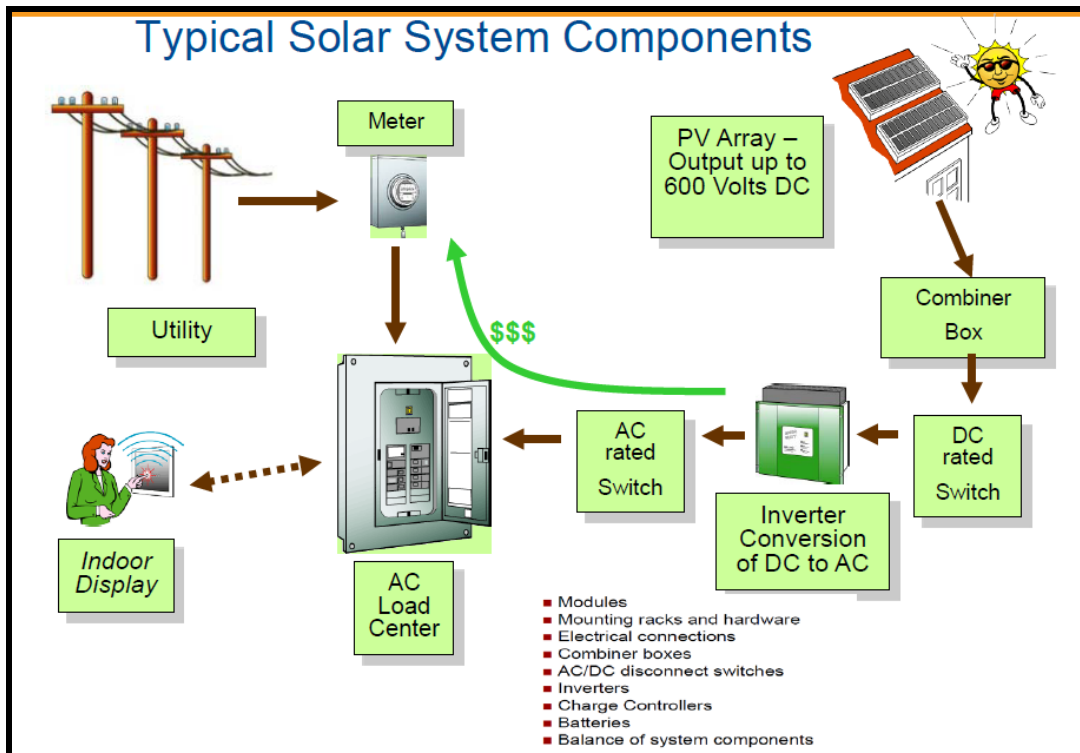 Typical Solar System Components
Meter
PV Array –
Output up to
600 Volts DC
Utility
$$$
Combiner
Box
AC
rated
Switch
DC
rated
Switch
Inverter
Conversion
of DC to AC
Indoor
Display
AC
Load
Center
Modules
Mounting racks and hardware
Electrical connections
Combiner boxes
AC/DC disconnect switches
Inverters
Charge Controllers
Batteries
Balance of system components